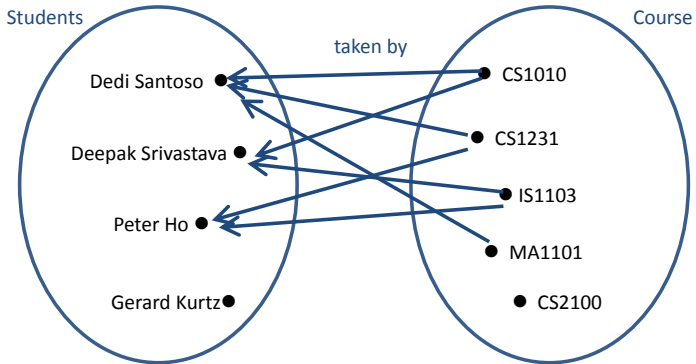 Students
Course
taken by
Dedi Santoso
CS1010
CS1231
Deepak Srivastava
IS1103
Peter Ho
MA1101
Gerard Kurtz
CS2100